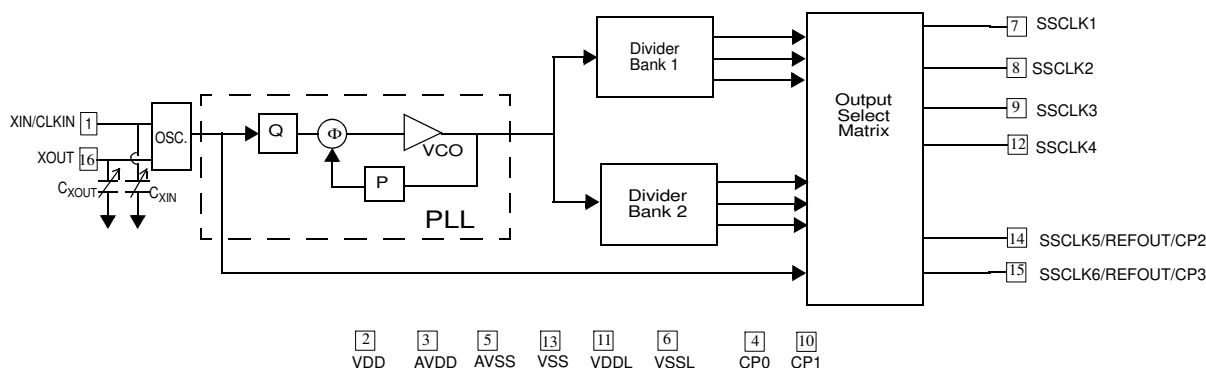 XIN/CLKIN 1
XOUT 16
CXOUT
CXIN
OSC.
Q
Φ
VCO
P
PLL
Divider
Bank 1
Divider
Bank 2
Output
Select
Matrix
7 SSCLK1
8 SSCLK2
9 SSCLK3
12 SSCLK4
14 SSCLK5/REFOUT/CP2
15 SSCLK6/REFOUT/CP3
2 3 5 13 11 6 4 10
VDD AVDD AVSS VSS VDDL VSSL CP0 CP1